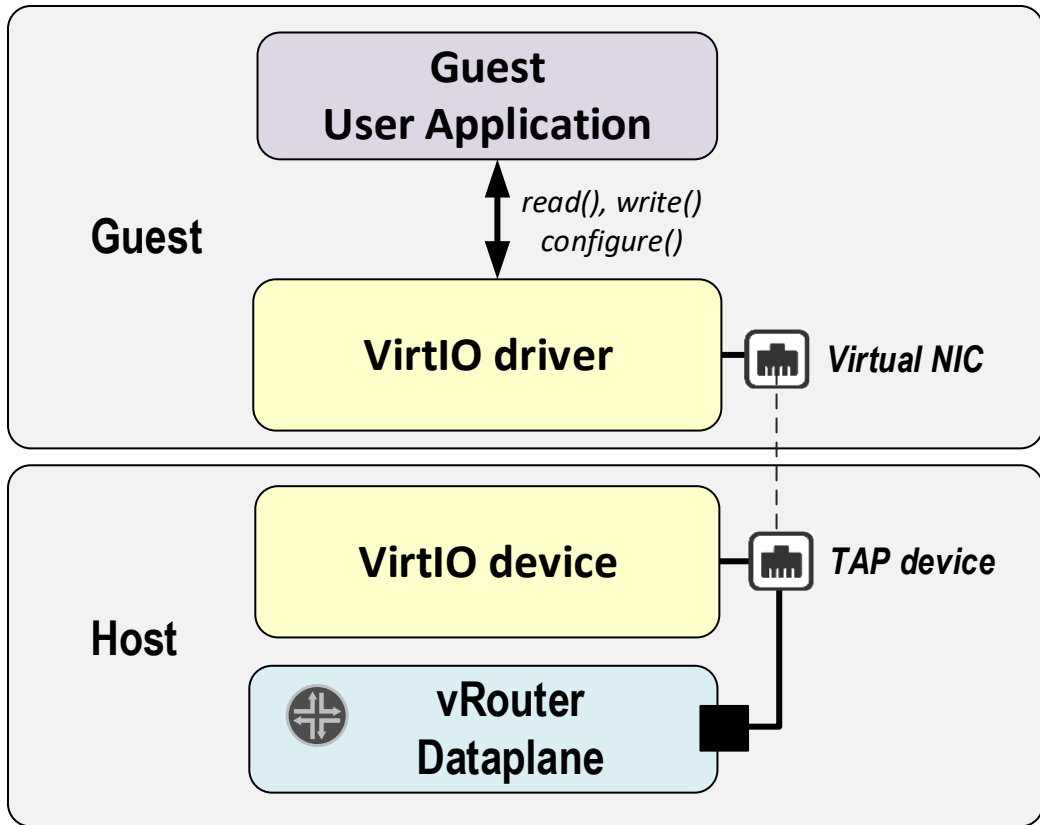 Guest
User Application
read(), write()
configure()
Guest
VirtIO driver
Virtual NIC
VirtIO device
TAP device
Host
vRouter
Dataplane